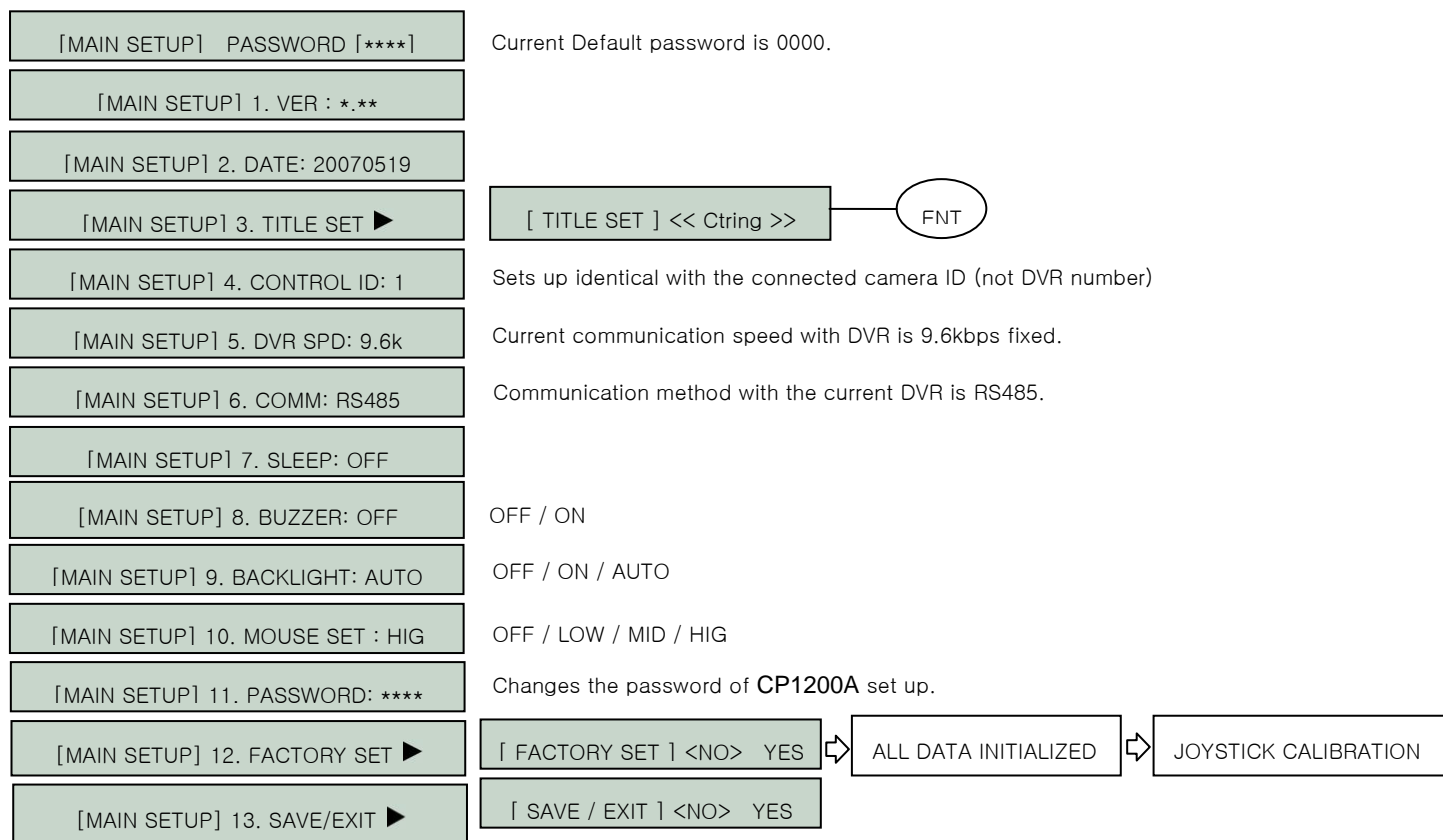 [MAIN SETUP] PASSWORD [****] Current Default password is 0000.
[MAIN SETUP] 1. VER : *.**
[MAIN SETUP] 2. DATE: 20070519
[MAIN SETUP] 3. TITLE SET ▶ [ TITLE SET ] << Ctring >> FNT
[MAIN SETUP] 4. CONTROL ID: 1 Sets up identical with the connected camera ID (not DVR number)
[MAIN SETUP] 5. DVR SPD: 9.6k Current communication speed with DVR is 9.6kbps fixed.
[MAIN SETUP] 6. COMM: RS485 Communication method with the current DVR is RS485.
[MAIN SETUP] 7. SLEEP: OFF
[MAIN SETUP] 8. BUZZER: OFF OFF / ON
[MAIN SETUP] 9. BACKLIGHT: AUTO OFF / ON / AUTO
[MAIN SETUP] 10. MOUSE SET : HIG OFF / LOW / MID / HIG
[MAIN SETUP] 11. PASSWORD: **** Changes the password of CP1200A set up.
[MAIN SETUP] 12. FACTORY SET ▶ [ FACTORY SET ] <NO> YES ALL DATA INITIALIZED JOYSTICK CALIBRATION
[MAIN SETUP] 13. SAVE/EXIT ▶ [ SAVE / EXIT ] <NO> YES